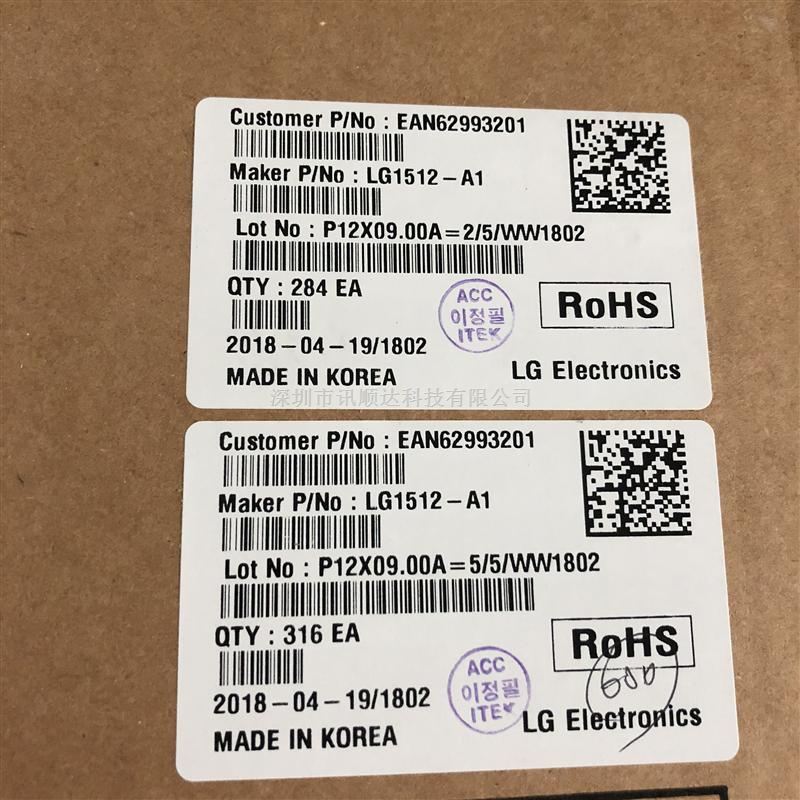 Customer P/No : EAN62993201
Maker P/No : LG1512-A1
Lot No : P12X09.00A=2/5/WW1802
QTY : 284 EA
ACC
이정필
ITEK
RoHS
2018-04-19/1802
MADE IN KOREA
LG Electronics
深圳市讯顺达科技有限公司
Customer P/No : EAN62993201
Maker P/No : LG1512-A1
Lot No : P12X09.00A=5/5/WW1802
QTY : 316 EA
ACC
이정필
ITEK
RoHS
600
2018-04-19/1802
LG Electronics
MADE IN KOREA